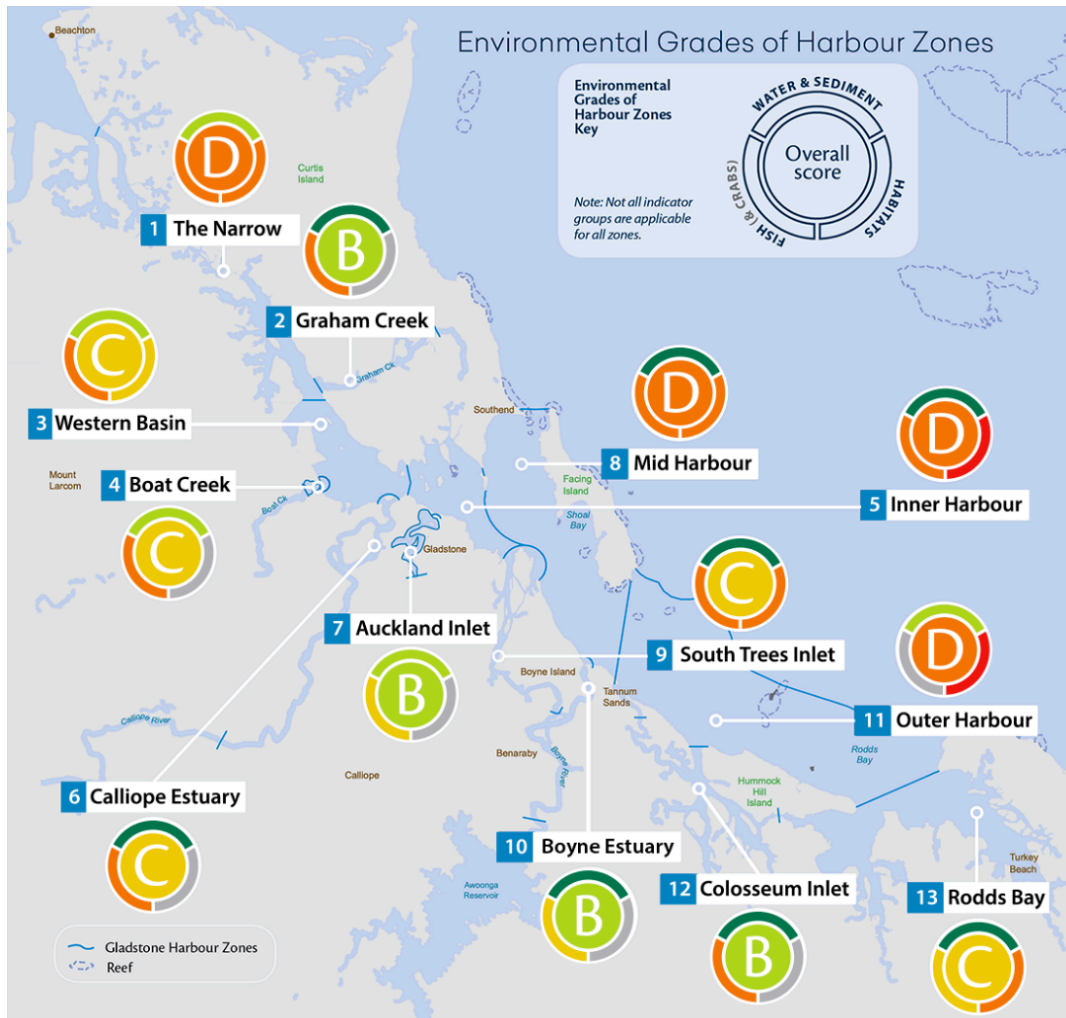 Environmental Grades of Harbour Zones
Environmental
Grades of
Harbour Zones
Key
Note: Not all indicator
groups are applicable
for all zones.
WATER & SEDIMENT
FISH (& CRABS)
HABITATS
Overall
score
Beachton
D
1 The Narrow
Curtis
Island
B
2 Graham Creek
Graham Ck
C
3 Western Basin
Mount
Larcom
4 Boat Creek
Boat Ck
C
Southend
D
8 Mid Harbour
Facing
Island
Shoal
Bay
D
5 Inner Harbour
Gladstone
7 Auckland Inlet
B
C
9 South Trees Inlet
D
11 Outer Harbour
Boyne Island
Tannum
Sands
Rodds
Bay
Calliope River
Benaraby
Boyne River
Calliope
Hummock
Hill
Island
6 Calliope Estuary
C
10 Boyne Estuary
B
Awoonga
Reservoir
12 Colosseum Inlet
B
Turkey
Beach
13 Rodds Bay
C
Gladstone Harbour Zones
Reef